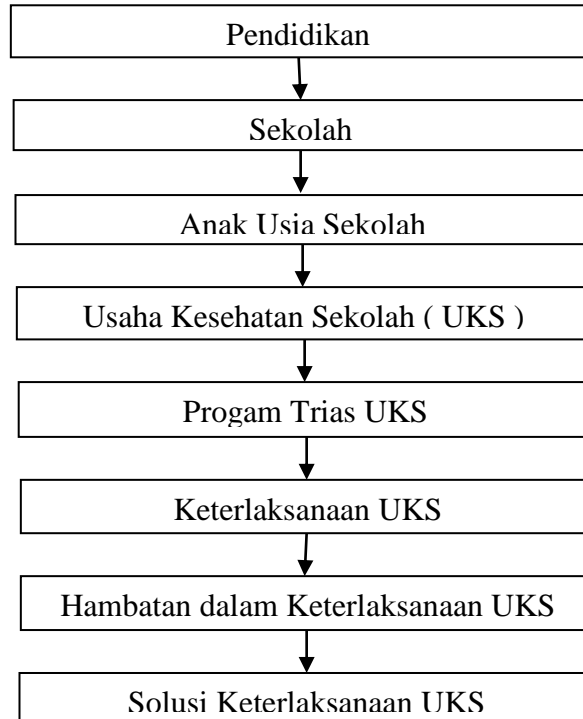 Pendidikan
Sekolah
Anak Usia Sekolah
Usaha Kesehatan Sekolah ( UKS )
Progam Trias UKS
Keterlaksanaan UKS
Hambatan dalam Keterlaksanaan UKS
Solusi Keterlaksanaan UKS